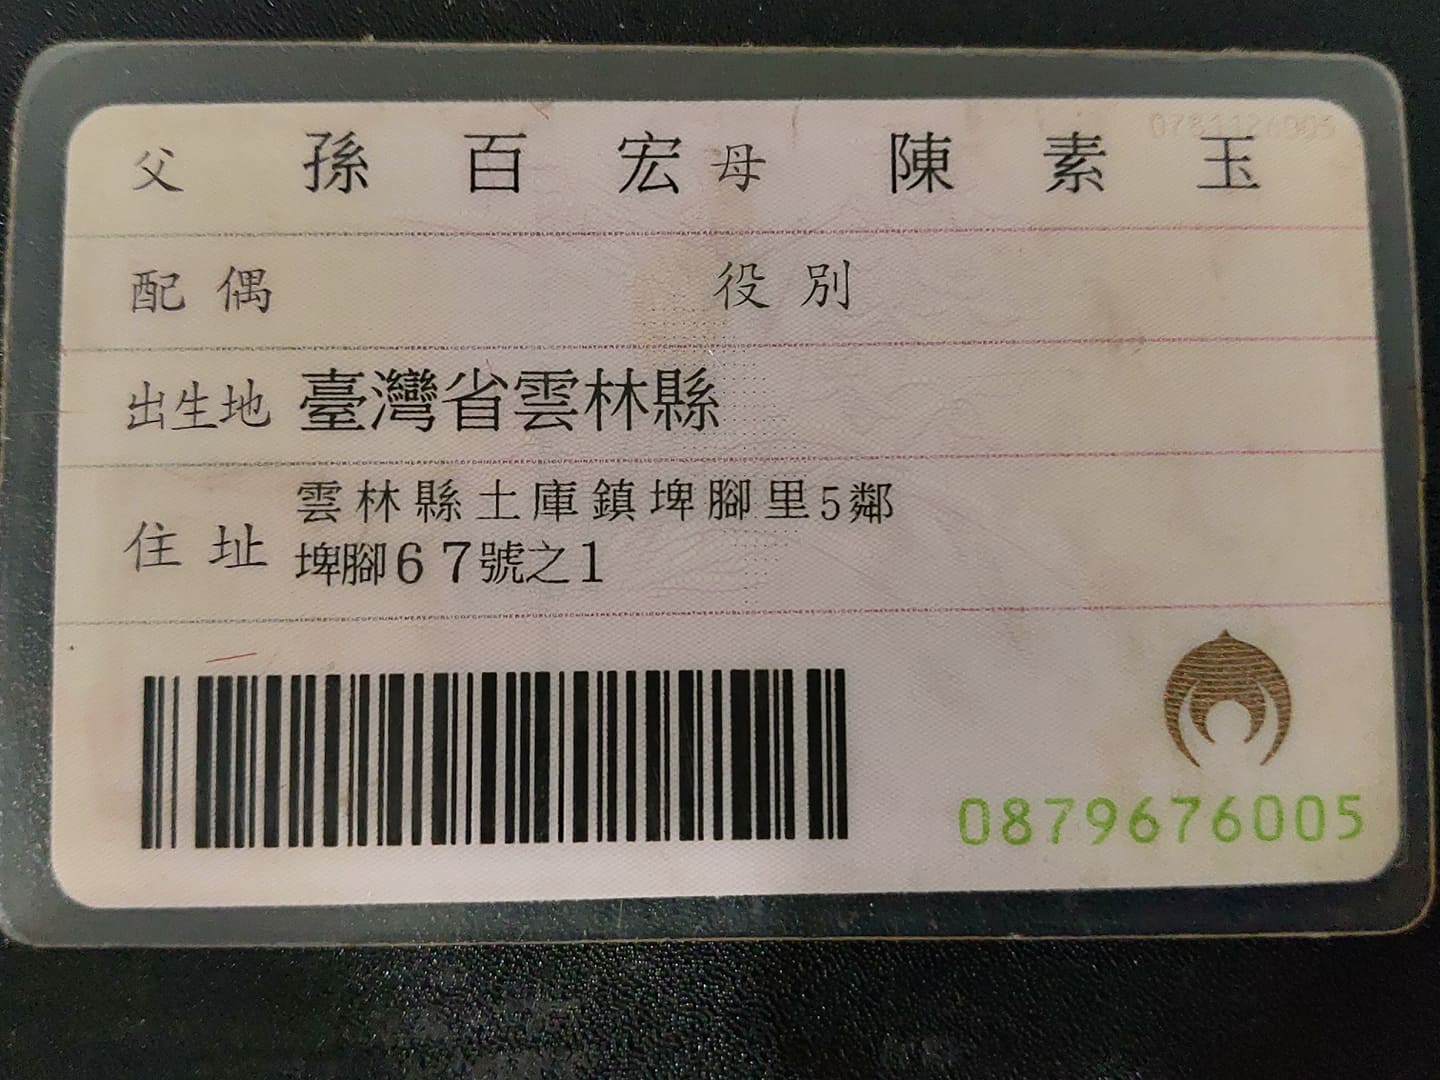 父 孫百宏 母 陳素玉
配偶 役別
出生地 臺灣省雲林縣
住址 雲林縣土庫鎮埤腳里5鄰
埤腳67號之1
0879676005